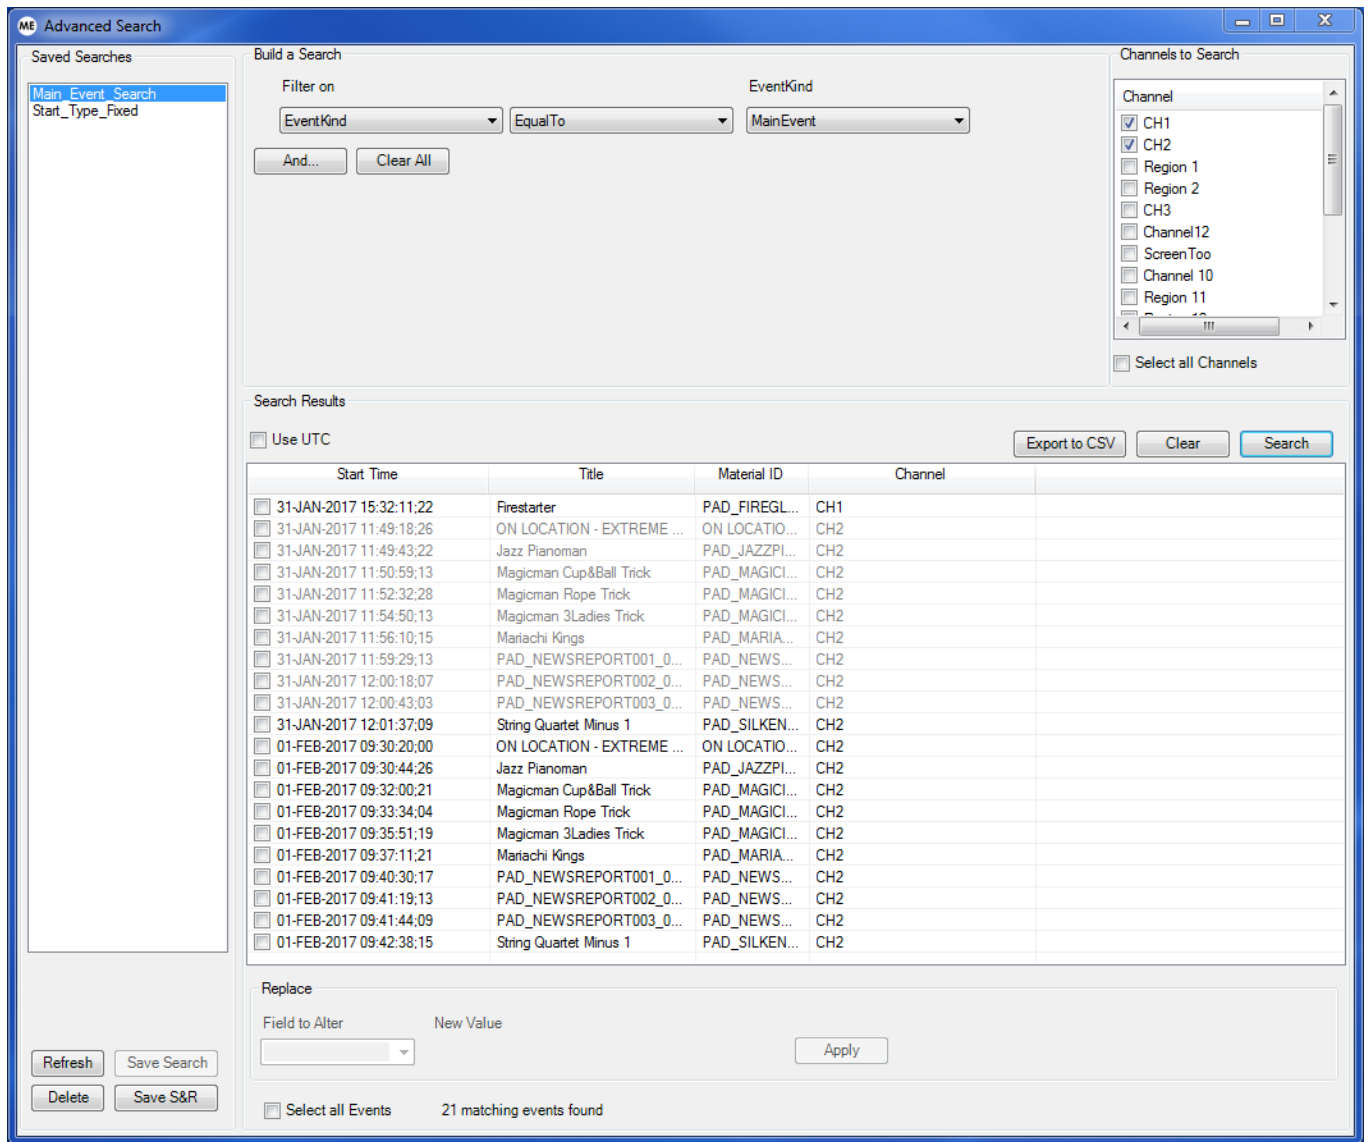 ME Advanced Search
Saved Searches
Main_Event_Search
Start_Type_Fixed
Build a Search
Filter on
EventKind
EventKind
EqualTo
MainEvent
And...
Clear All
Channels to Search
Channel
CH1
CH2
Region 1
Region 2
CH3
Channel12
ScreenToo
Channel 10
Region 11
Select all Channels
Search Results
Use UTC
Export to CSV
Clear
Search
Start Time Title Material ID Channel
31-JAN-2017 15:32:11;22 Firestarter PAD_FIREGL... CH1
31-JAN-2017 11:49:18;26 ON LOCATION - EXTREME ... ON LOCATIO... CH2
31-JAN-2017 11:49:43;22 Jazz Pianoman PAD_JAZZPI... CH2
31-JAN-2017 11:50:59;13 Magicman Cup&Ball Trick PAD_MAGICI... CH2
31-JAN-2017 11:52:32;28 Magicman Rope Trick PAD_MAGICI... CH2
31-JAN-2017 11:54:50;13 Magicman 3Ladies Trick PAD_MAGICI... CH2
31-JAN-2017 11:56:10;15 Mariachi Kings PAD_MARIA... CH2
31-JAN-2017 11:59:29;13 PAD_NEWSREPORT001_0... PAD_NEWS... CH2
31-JAN-2017 12:00:18;07 PAD_NEWSREPORT002_0... PAD_NEWS... CH2
31-JAN-2017 12:00:43;03 PAD_NEWSREPORT003_0... PAD_NEWS... CH2
31-JAN-2017 12:01:37;09 String Quartet Minus 1 PAD_SILKEN... CH2
01-FEB-2017 09:30:20;00 ON LOCATION - EXTREME ... ON LOCATIO... CH2
01-FEB-2017 09:30:44;26 Jazz Pianoman PAD_JAZZPI... CH2
01-FEB-2017 09:32:00;21 Magicman Cup&Ball Trick PAD_MAGICI... CH2
01-FEB-2017 09:33:34;04 Magicman Rope Trick PAD_MAGICI... CH2
01-FEB-2017 09:35:51;19 Magicman 3Ladies Trick PAD_MAGICI... CH2
01-FEB-2017 09:37:11;21 Mariachi Kings PAD_MARIA... CH2
01-FEB-2017 09:40:30;17 PAD_NEWSREPORT001_0... PAD_NEWS... CH2
01-FEB-2017 09:41:19;13 PAD_NEWSREPORT002_0... PAD_NEWS... CH2
01-FEB-2017 09:41:44;09 PAD_NEWSREPORT003_0... PAD_NEWS... CH2
01-FEB-2017 09:42:38;15 String Quartet Minus 1 PAD_SILKEN... CH2
Replace
Field to Alter
New Value
Apply
Refresh
Save Search
Delete
Save S&R
Select all Events
21 matching events found